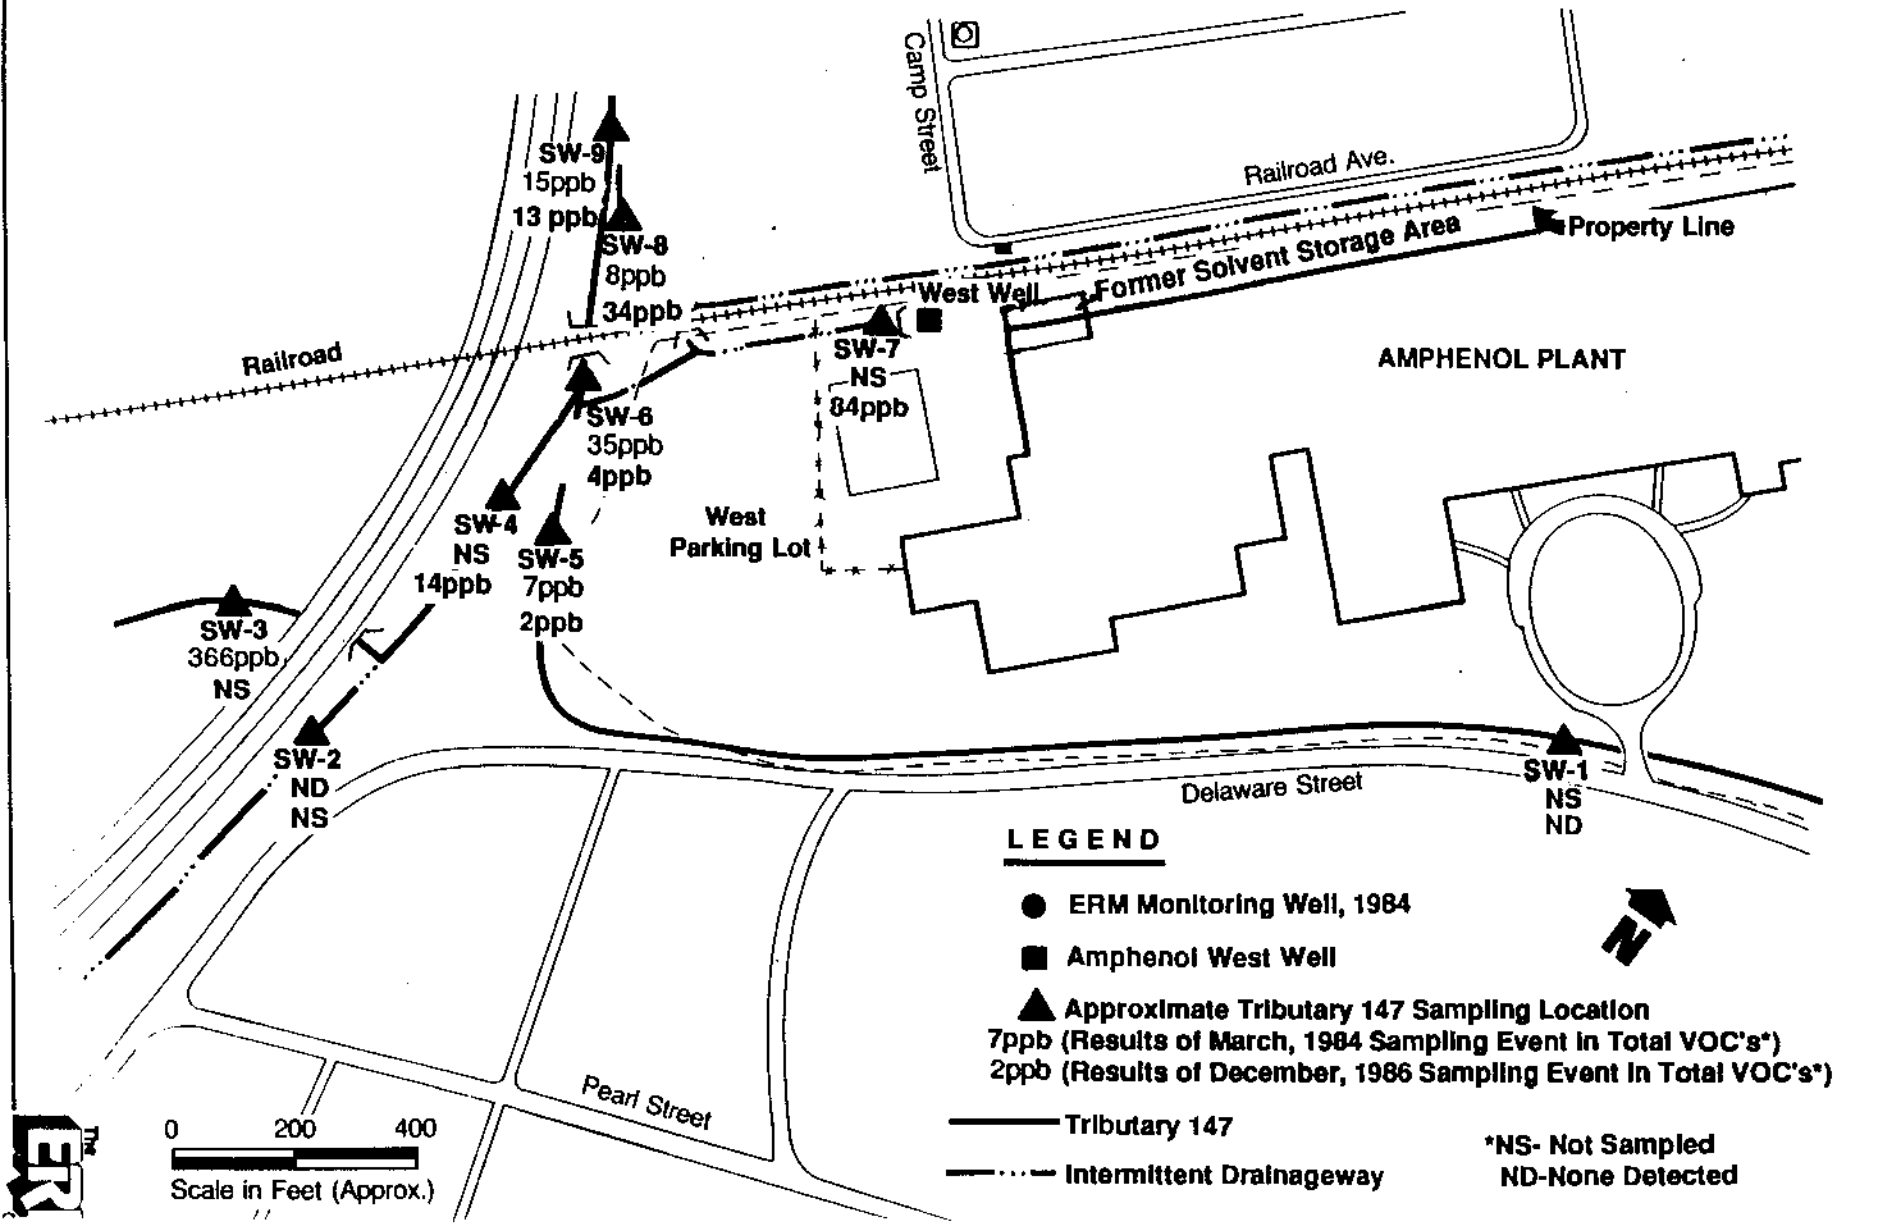 Camp Street
Railroad Ave.
SW-9
15ppb
13 ppb
SW-8
8ppb
34ppb
Property Line
Former Solvent Storage Area
West Well
Railroad
SW-7
NS
84ppb
AMPHENOL PLANT
SW-6
35ppb
4ppb
SW-4
NS
14ppb
West
Parking Lot
SW-5
7ppb
2ppb
SW-3
366ppb
NS
SW-2
ND
NS
SW-1
NS
ND
Delaware Street
LEGEND
ERM Monitoring Well, 1984
Amphenol West Well
Approximate Tributary 147 Sampling Location
7ppb (Results of March, 1984 Sampling Event in Total VOC's*)
2ppb (Results of December, 1986 Sampling Event in Total VOC's*)
Tributary 147
Intermittent Drainageway
*NS- Not Sampled
ND-None Detected
N
Pearl Street
0 200 400
Scale in Feet (Approx.)
The